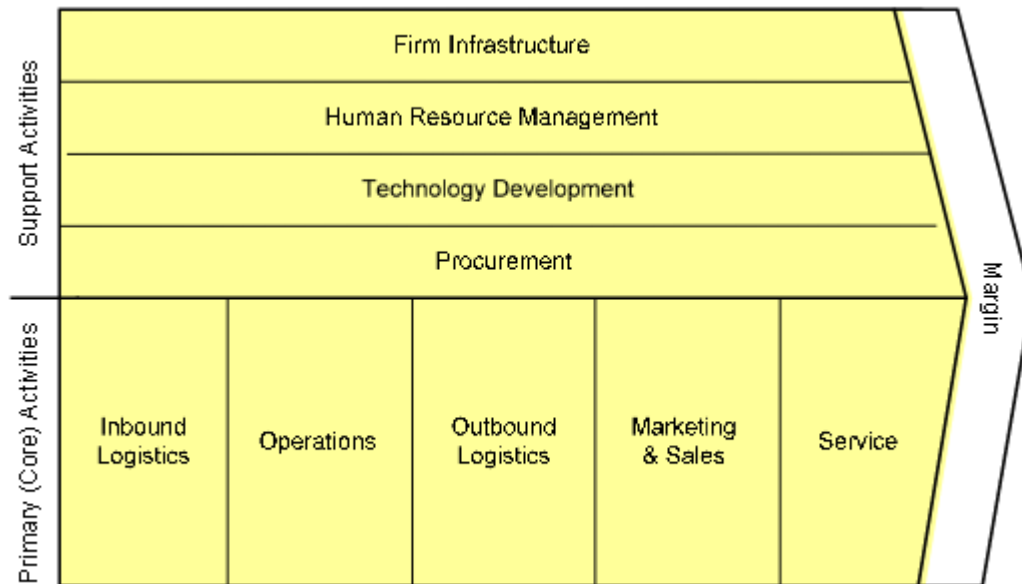 Support Activities
Firm Infrastructure
Human Resource Management
Technology Development
Procurement
Margin
Primary (Core) Activities
Inbound
Logistics
Operations
Outbound
Logistics
Marketing
& Sales
Service